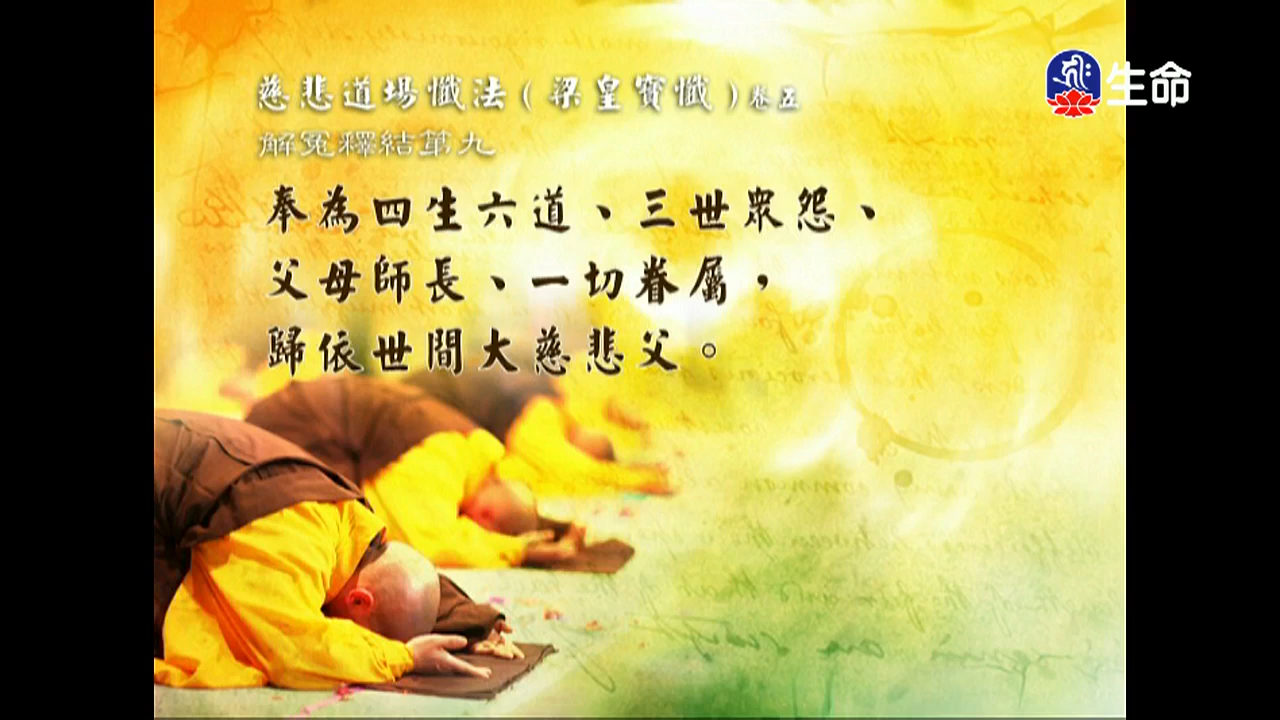 慈悲道場懺法(梁皇寶懺)卷五
解冤釋結第九
生命
奉為四生六道、三世眾怨、
父母師長、一切眷屬,
歸依世間大慈悲父。